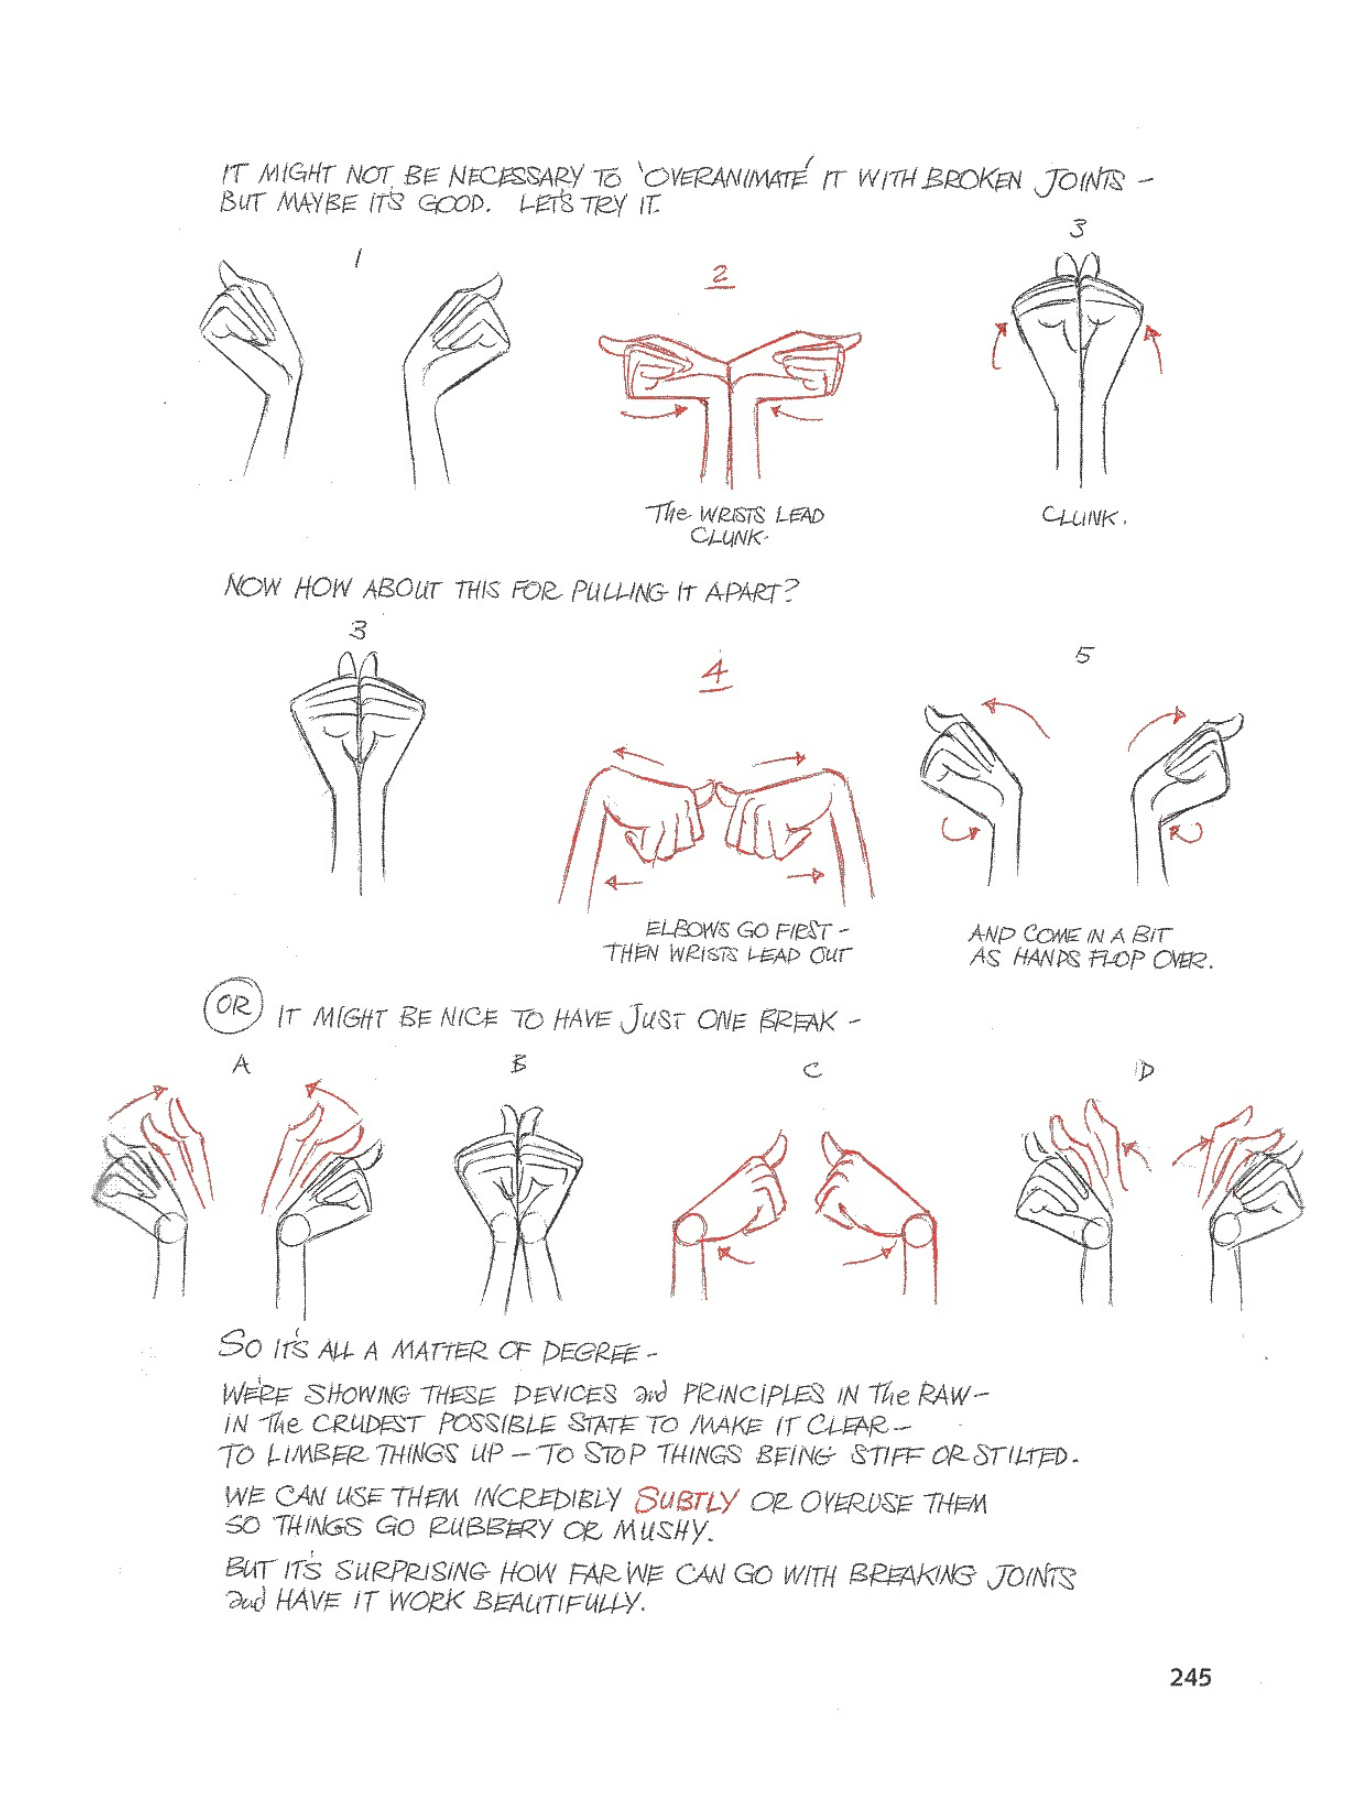 IT MIGHT NOT BE NECESSARY TO 'OVERANIMATE' IT WITH BROKEN JOINTS –
BUT MAYBE IT'S GOOD. LET'S TRY IT.
1
2
3
The WRISTS LEAD
CLUNK.
CLUNK.
NOW HOW ABOUT THIS FOR PULLING IT APART?
3
4
5
ELBOWS GO FIRST –
THEN WRISTS LEAD OUT
AND COME IN A BIT
AS HANDS FLOP OVER.
OR IT MIGHT BE NICE TO HAVE JUST ONE BREAK –
A
B
C
D
SO IT'S ALL A MATTER OF DEGREE –
WE'RE SHOWING THESE DEVICES and PRINCIPLES IN The RAW –
IN The CRUDEST POSSIBLE STATE TO MAKE IT CLEAR –
TO LIMBER THINGS UP – TO STOP THINGS BEING STIFF OR STILTED.
WE CAN USE THEM INCREDIBLY SUBTLY OR OVERUSE THEM
SO THINGS GO RUBBERY OR MUSHY.
BUT IT'S SURPRISING HOW FAR WE CAN GO WITH BREAKING JOINTS
and HAVE IT WORK BEAUTIFULLY.
245